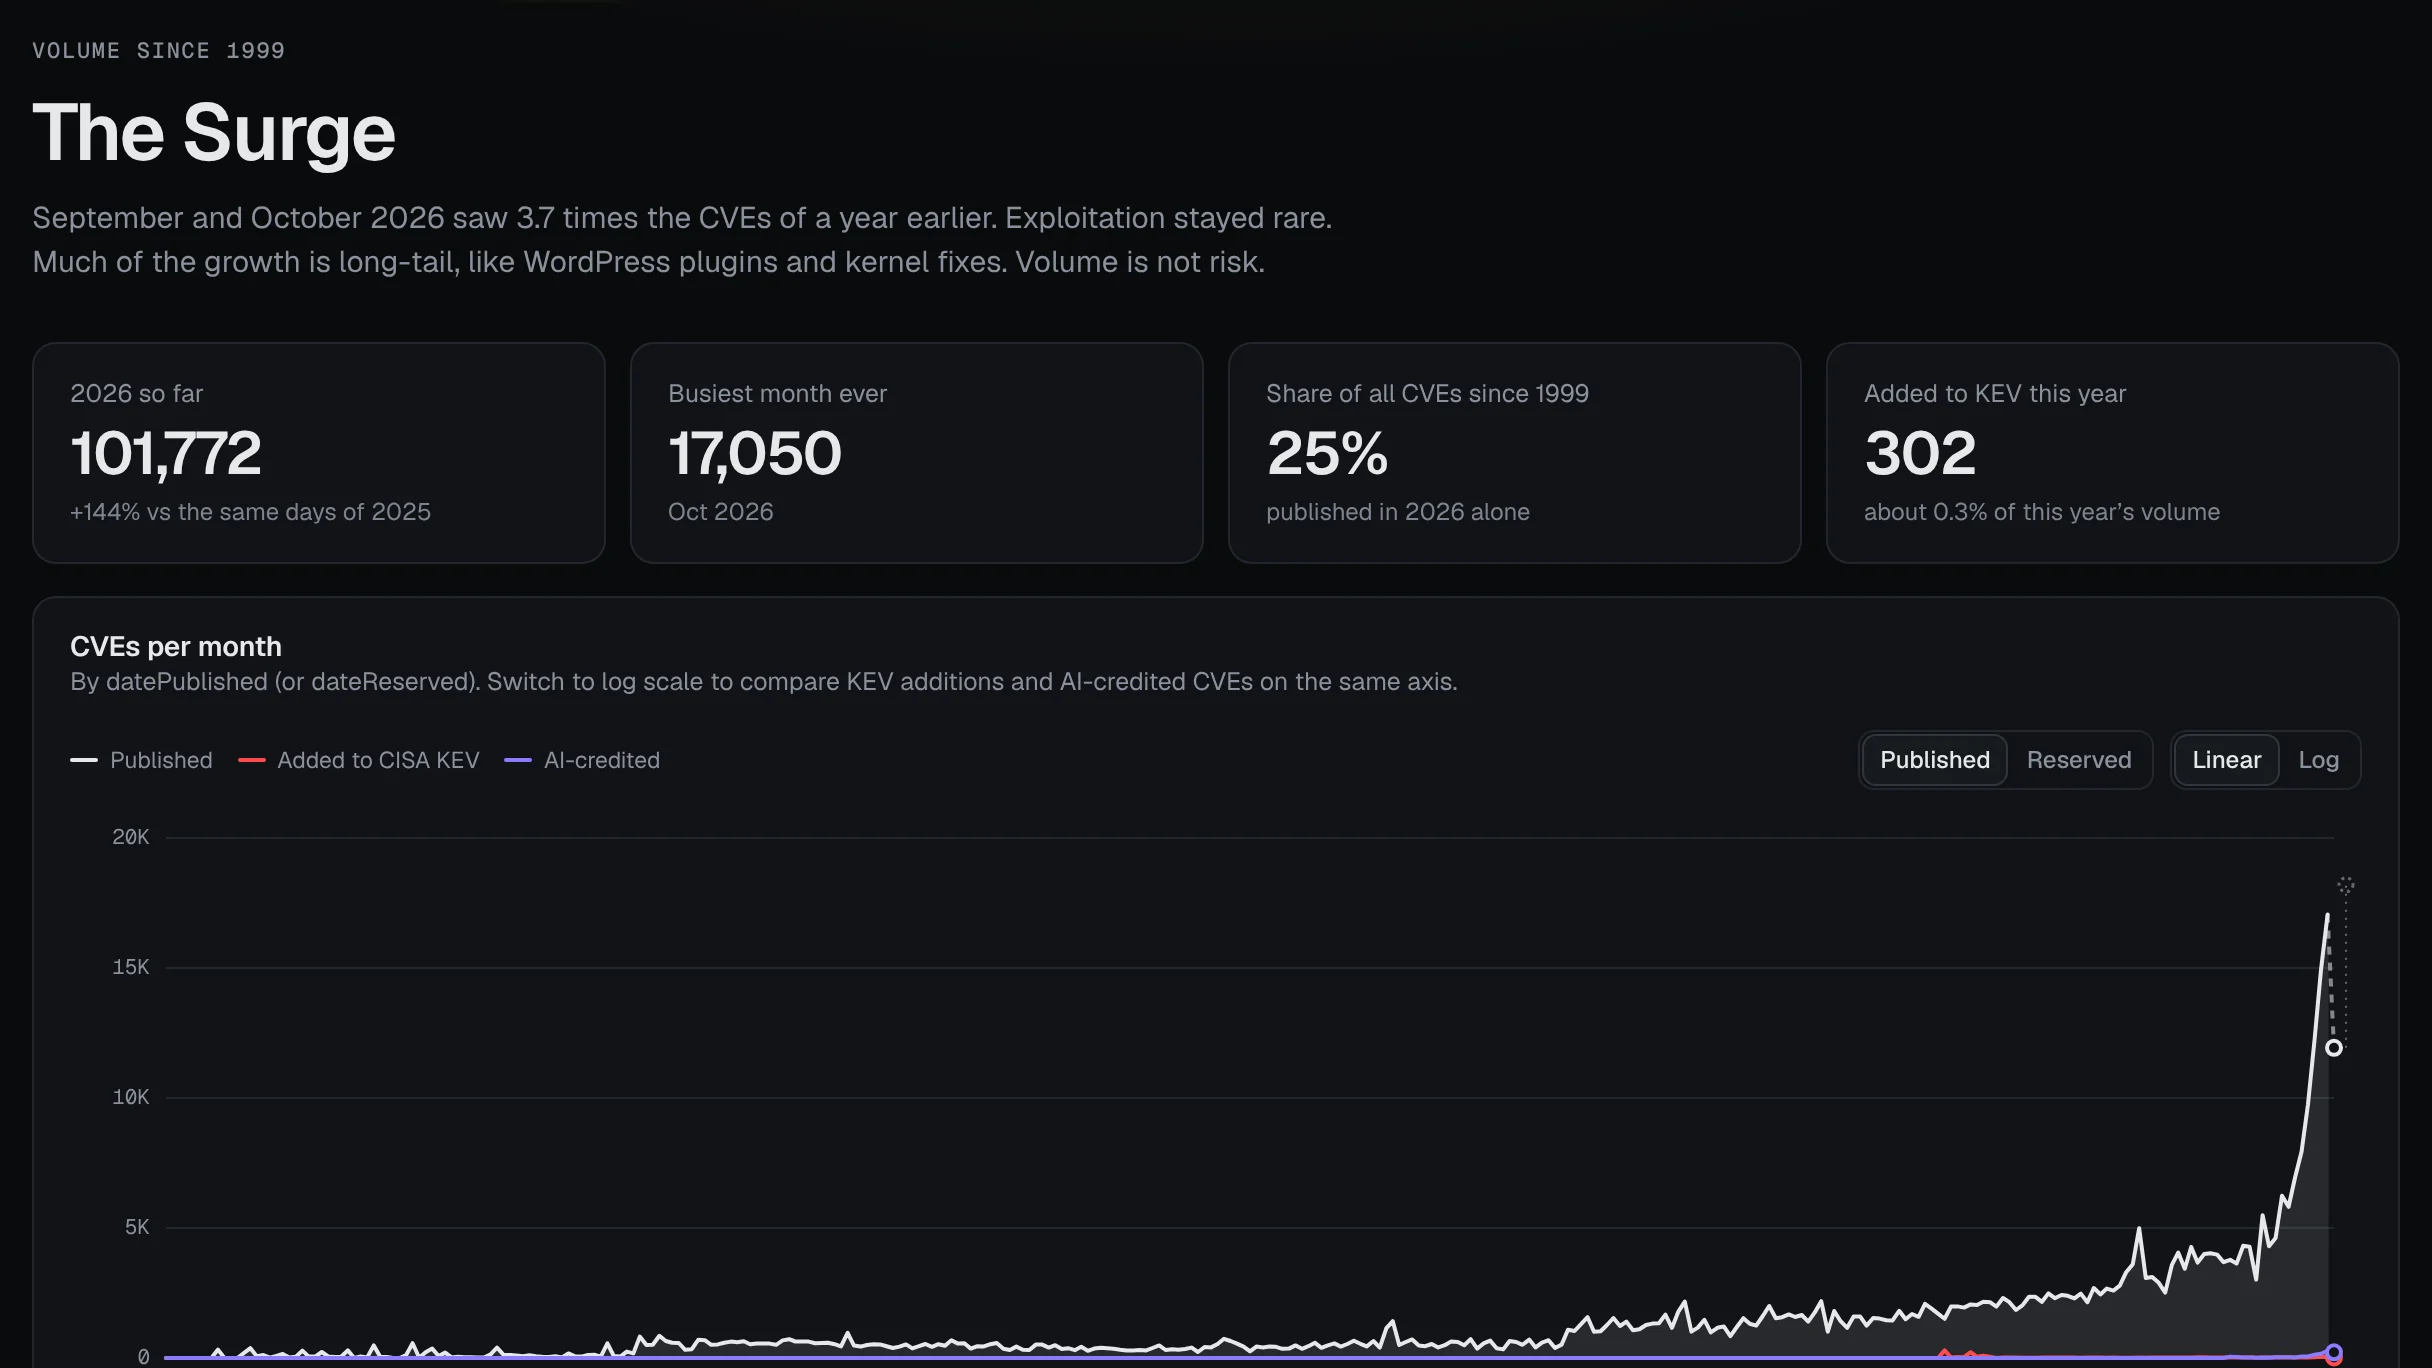 VOLUME SINCE 1999
The Surge
September and October 2026 saw 3.7 times the CVEs of a year earlier. Exploitation stayed rare.
Much of the growth is long-tail, like WordPress plugins and kernel fixes. Volume is not risk.
2026 so far
101,772
+144% vs the same days of 2025
Busiest month ever
17,050
Oct 2026
Share of all CVEs since 1999
25%
published in 2026 alone
Added to KEV this year
302
about 0.3% of this year’s volume
CVEs per month
By datePublished (or dateReserved). Switch to log scale to compare KEV additions and AI-credited CVEs on the same axis.
Published Added to CISA KEV AI-credited
Published Reserved Linear Log
20K
15K
10K
5K
0